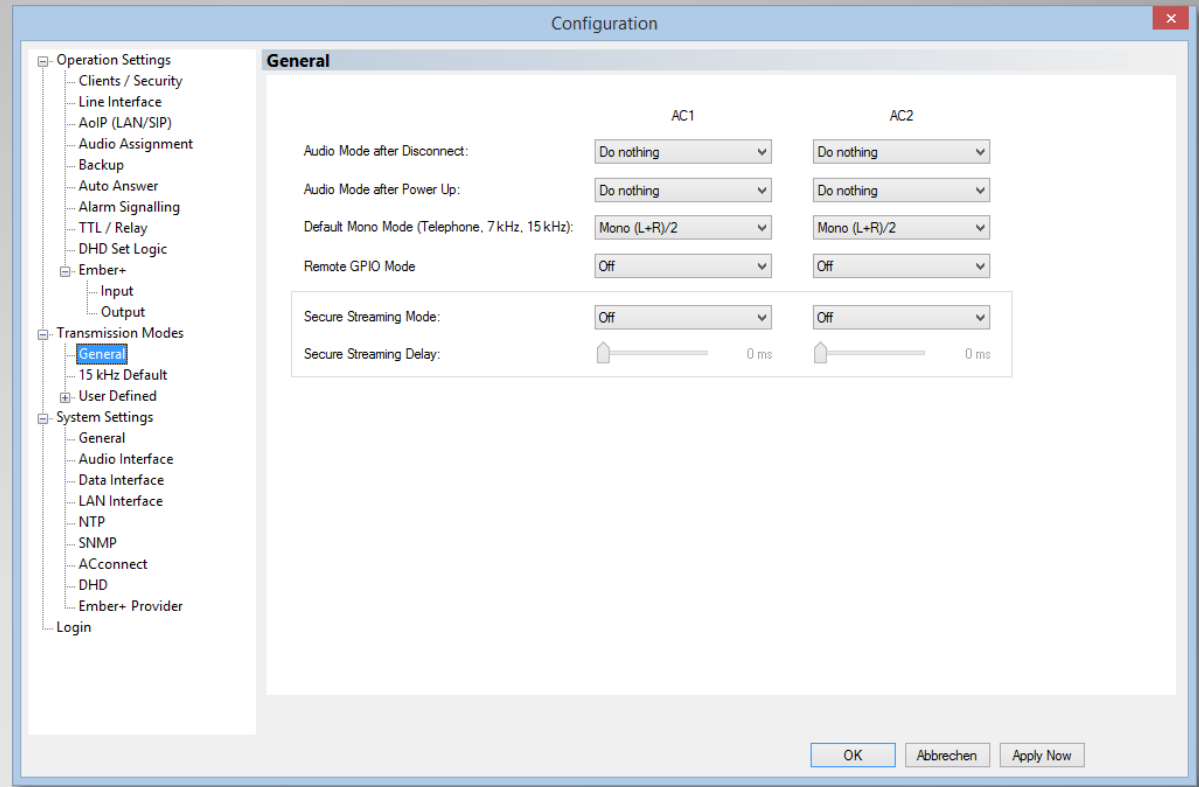 Configuration
Operation Settings
Clients / Security
Line Interface
AoIP (LAN/SIP)
Audio Assignment
Backup
Auto Answer
Alarm Signalling
TTL / Relay
DHD Set Logic
Ember+
Input
Output
Transmission Modes
General
15 kHz Default
User Defined
System Settings
General
Audio Interface
Data Interface
LAN Interface
NTP
SNMP
ACconnect
DHD
Ember+ Provider
Login
General
AC1 AC2
Audio Mode after Disconnect: Do nothing Do nothing
Audio Mode after Power Up: Do nothing Do nothing
Default Mono Mode (Telephone, 7 kHz, 15 kHz): Mono (L+R)/2 Mono (L+R)/2
Remote GPIO Mode Off Off
Secure Streaming Mode: Off Off
Secure Streaming Delay: 0 ms 0 ms
OK Abbrechen Apply Now